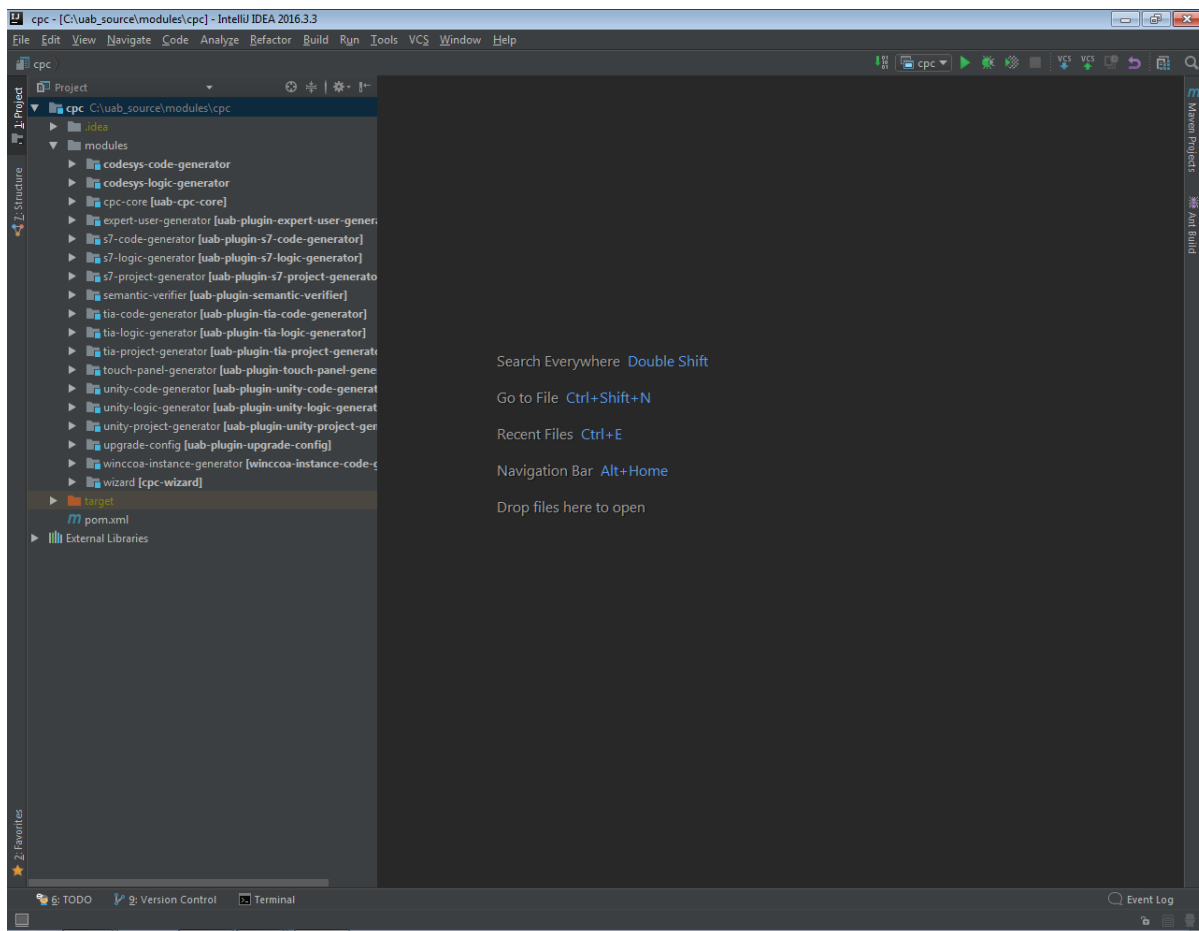 cpc - [C:\uab_source\modules\cpc] - IntelliJ IDEA 2016.3.3
File Edit View Navigate Code Analyze Refactor Build Run Tools VCS Window Help
cpc
cpc
VCS VCS
Project
cpc C:\uab_source\modules\cpc
.idea
modules
codesys-code-generator
codesys-logic-generator
cpc-core [uab-cpc-core]
expert-user-generator [uab-plugin-expert-user-genera
s7-code-generator [uab-plugin-s7-code-generator]
s7-logic-generator [uab-plugin-s7-logic-generator]
s7-project-generator [uab-plugin-s7-project-generato
semantic-verifier [uab-plugin-semantic-verifier]
tia-code-generator [uab-plugin-tia-code-generator]
tia-logic-generator [uab-plugin-tia-logic-generator]
tia-project-generator [uab-plugin-tia-project-generato
touch-panel-generator [uab-plugin-touch-panel-gene
unity-code-generator [uab-plugin-unity-code-generat
unity-logic-generator [uab-plugin-unity-logic-generat
unity-project-generator [uab-plugin-unity-project-gen
upgrade-config [uab-plugin-upgrade-config]
winccoa-instance-generator [winccoa-instance-code-g
wizard [cpc-wizard]
target
m pom.xml
External Libraries
1: Project
7: Structure
2: Favorites
Search Everywhere Double Shift
Go to File Ctrl+Shift+N
Recent Files Ctrl+E
Navigation Bar Alt+Home
Drop files here to open
m Maven Projects
Ant Build
6: TODO 9: Version Control Terminal
Event Log